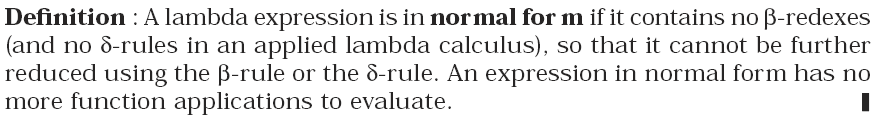 Definition : A lambda expression is in normal for m if it contains no β-redexes
(and no δ-rules in an applied lambda calculus), so that it cannot be further
reduced using the β-rule or the δ-rule. An expression in normal form has no
more function applications to evaluate. ▮